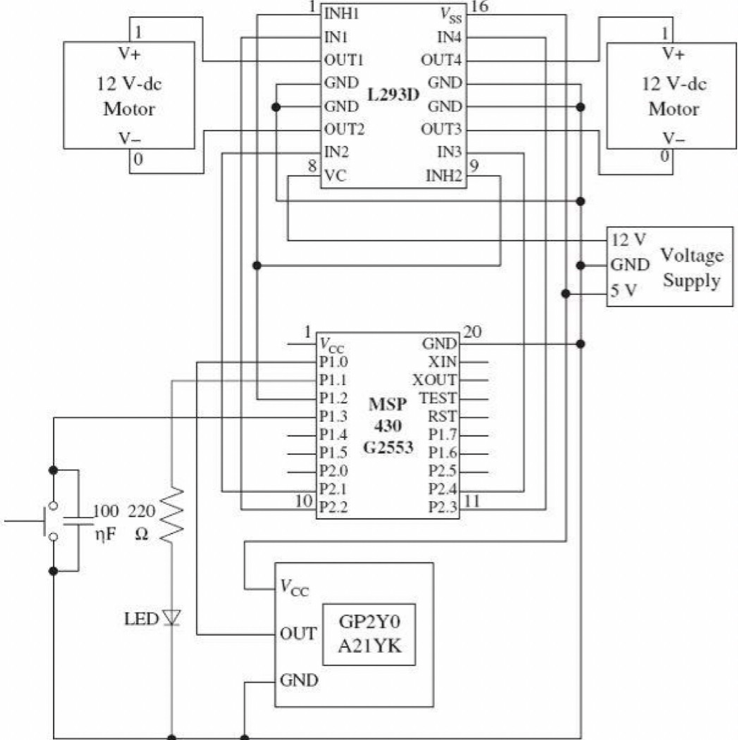 1
INH1
IN1
OUT1
GND
GND
OUT2
IN2
8
VC
L293D
16
VSS
IN4
OUT4
GND
GND
OUT3
IN3
9
INH2
1
V+
12 V-dc
Motor
V−
0
1
V+
12 V-dc
Motor
V−
0
12 V
GND
5 V
Voltage
Supply
1
VCC
P1.0
P1.1
P1.2
P1.3
P1.4
P1.5
P2.0
P2.1
10
P2.2
MSP
430
G2553
20
GND
XIN
XOUT
TEST
RST
P1.7
P1.6
P2.5
P2.4
11
P2.3
100
ηF
220
Ω
LED
VCC
OUT
GND
GP2Y0
A21YK